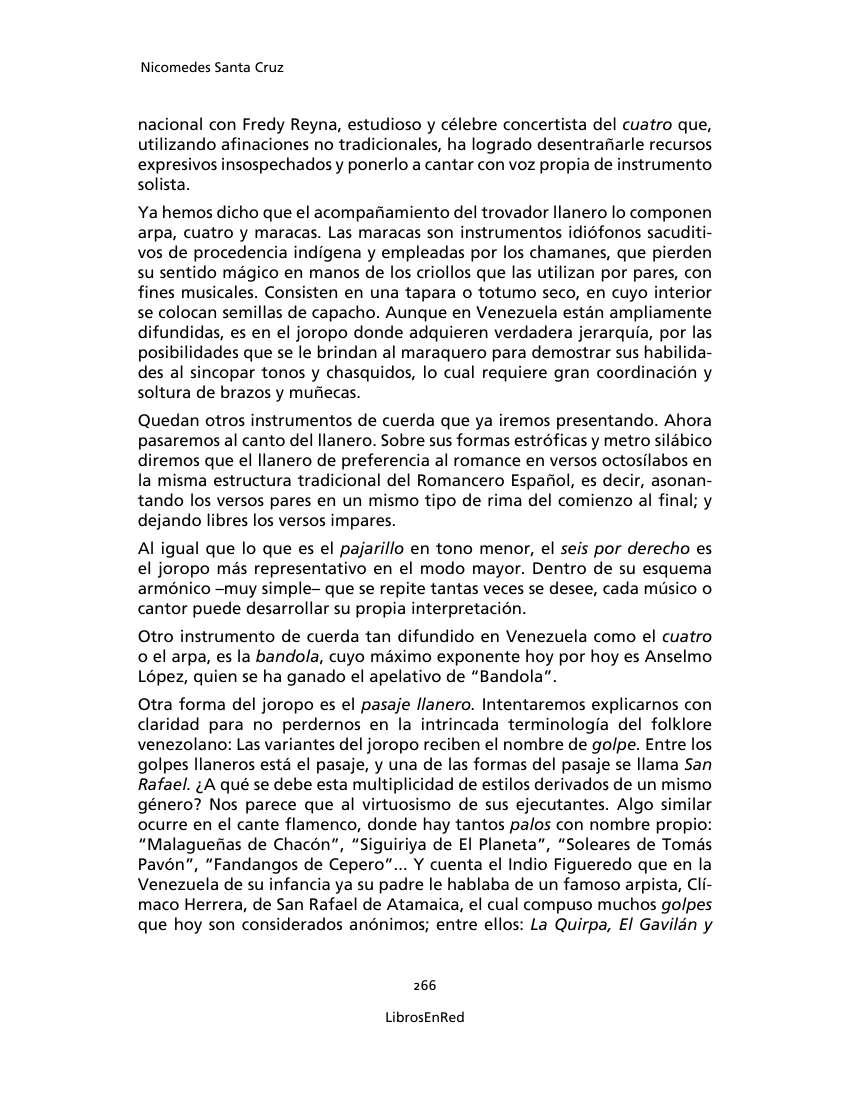 Nicomedes Santa Cruz
nacional con Fredy Reyna, estudioso y célebre concertista del cuatro que,
utilizando afinaciones no tradicionales, ha logrado desentrañarle recursos
expresivos insospechados y ponerlo a cantar con voz propia de instrumento
solista.
Ya hemos dicho que el acompañamiento del trovador llanero lo componen
arpa, cuatro y maracas. Las maracas son instrumentos idiófonos sacuditi-
vos de procedencia indígena y empleadas por los chamanes, que pierden
su sentido mágico en manos de los criollos que las utilizan por pares, con
fines musicales. Consisten en una tapara o totumo seco, en cuyo interior
se colocan semillas de capacho. Aunque en Venezuela están ampliamente
difundidas, es en el joropo donde adquieren verdadera jerarquía, por las
posibilidades que se le brindan al maraquero para demostrar sus habilida-
des al sincopar tonos y chasquidos, lo cual requiere gran coordinación y
soltura de brazos y muñecas.
Quedan otros instrumentos de cuerda que ya iremos presentando. Ahora
pasaremos al canto del llanero. Sobre sus formas estróficas y metro silábico
diremos que el llanero de preferencia al romance en versos octosílabos en
la misma estructura tradicional del Romancero Español, es decir, asonan-
tando los versos pares en un mismo tipo de rima del comienzo al final; y
dejando libres los versos impares.
Al igual que lo que es el pajarillo en tono menor, el seis por derecho es
el joropo más representativo en el modo mayor. Dentro de su esquema
armónico –muy simple– que se repite tantas veces se desee, cada músico o
cantor puede desarrollar su propia interpretación.
Otro instrumento de cuerda tan difundido en Venezuela como el cuatro
o el arpa, es la bandola, cuyo máximo exponente hoy por hoy es Anselmo
López, quien se ha ganado el apelativo de “Bandola”.
Otra forma del joropo es el pasaje llanero. Intentaremos explicarnos con
claridad para no perdernos en la intrincada terminología del folklore
venezolano: Las variantes del joropo reciben el nombre de golpe. Entre los
golpes llaneros está el pasaje, y una de las formas del pasaje se llama San
Rafael. ¿A qué se debe esta multiplicidad de estilos derivados de un mismo
género? Nos parece que al virtuosismo de sus ejecutantes. Algo similar
ocurre en el cante flamenco, donde hay tantos palos con nombre propio:
“Malagueñas de Chacón”, “Siguiriya de El Planeta”, “Soleares de Tomás
Pavón”, “Fandangos de Cepero”... Y cuenta el Indio Figueredo que en la
Venezuela de su infancia ya su padre le hablaba de un famoso arpista, Clí-
maco Herrera, de San Rafael de Atamaica, el cual compuso muchos golpes
que hoy son considerados anónimos; entre ellos: La Quirpa, El Gavilán y
266
LibrosEnRed